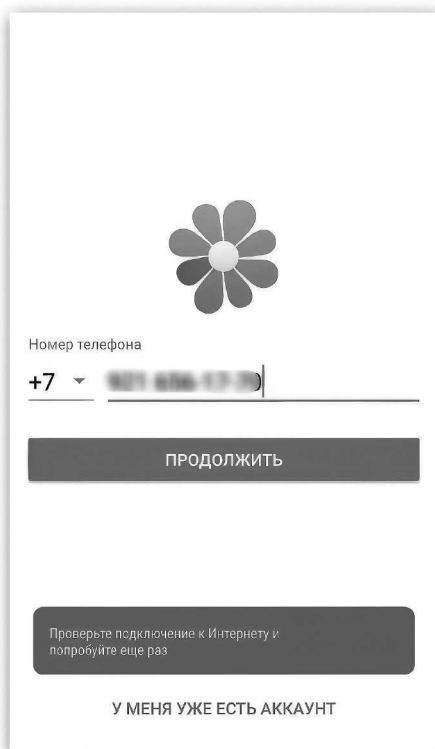 Номер телефона
+7
ПРОДОЛЖИТЬ
Проверьте подключение к Интернету и
попробуйте еще раз
У МЕНЯ УЖЕ ЕСТЬ АККАУНТ